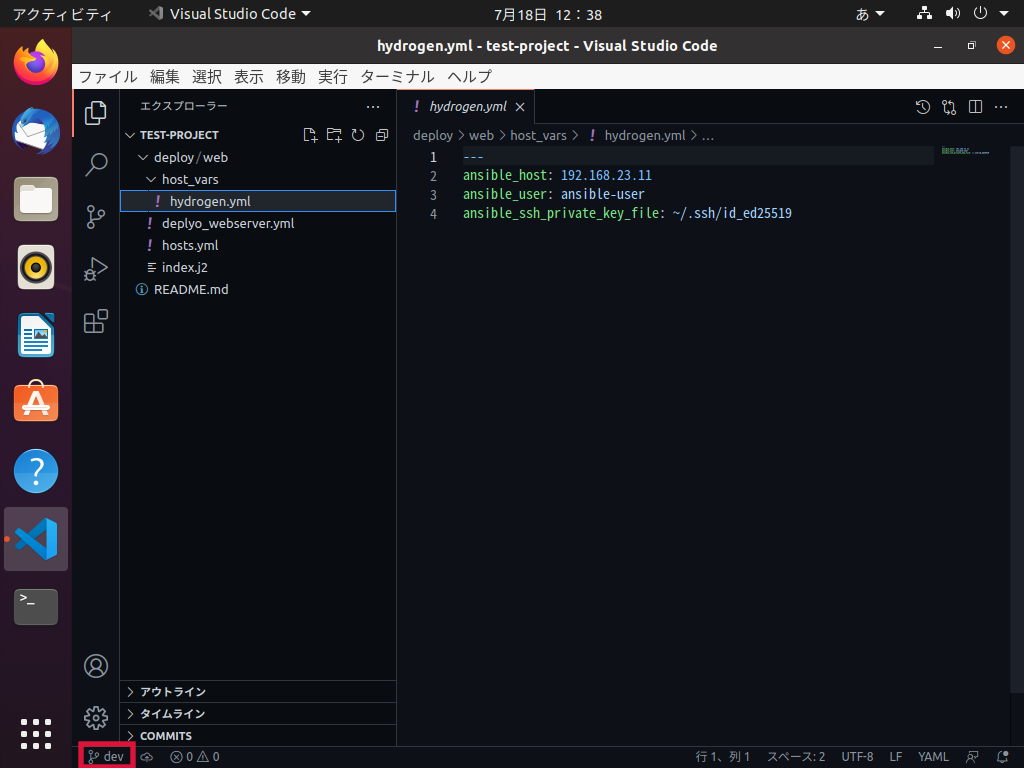 アクティビティ Visual Studio Code 7月18日 12：38 あ
hydrogen.yml - test-project - Visual Studio Code
ファイル 編集 選択 表示 移動 実行 ターミナル ヘルプ
エクスプローラー
hydrogen.yml
TEST-PROJECT
deploy > web > host_vars > ! hydrogen.yml > ...
deploy/web
host_vars
! hydrogen.yml
! deplyo_webserver.yml
! hosts.yml
index.j2
README.md
1 ---
2 ansible_host: 192.168.23.11
3 ansible_user: ansible-user
4 ansible_ssh_private_key_file: ~/.ssh/id_ed25519
アウトライン
タイムライン
COMMITS
dev 0 0 行 1、列 1 スペース: 2 UTF-8 LF YAML